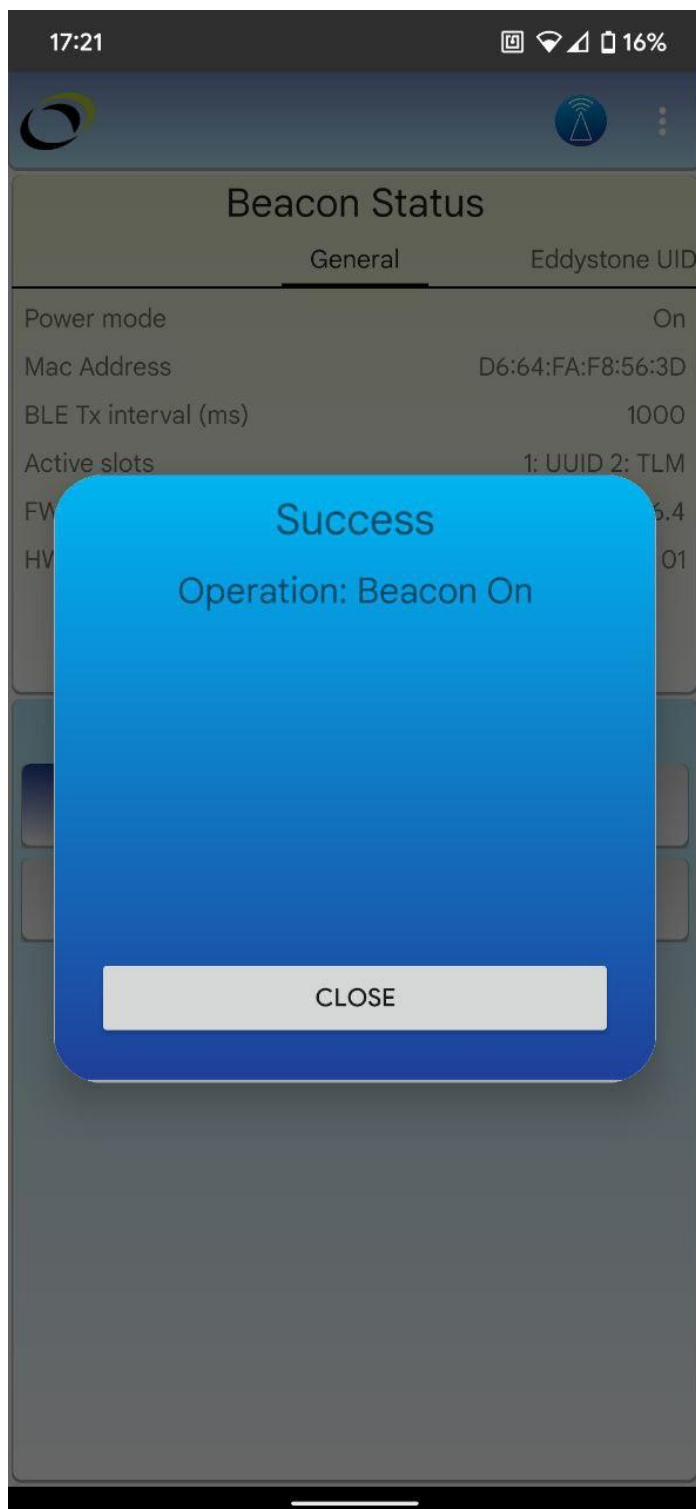 17:21 16%
Beacon Status
General Eddystone UID
Power mode On
Mac Address D6:64:FA:F8:56:3D
BLE Tx interval (ms) 1000
Active slots 1: UUID 2: TLM
Success
Operation: Beacon On
01
CLOSE